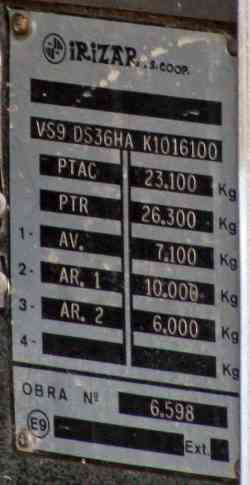 iRiZAR., S. COOP.
VS9 DS36HA K1016100
PTAC 23.100 Kg
PTR 26.300 Kg
1- AV. 7.100 Kg
2- AR. 1 10.000 Kg
3- AR. 2 6.000 Kg
4- Kg
OBRA Nº 6.598
E9 Ext.